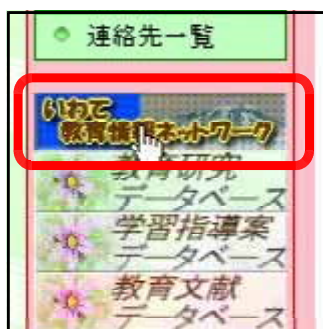 連絡先一覧
いわて
教育情報ネットワーク
教育研究
データベース
学習指導案
データベース
教育文献
データベース